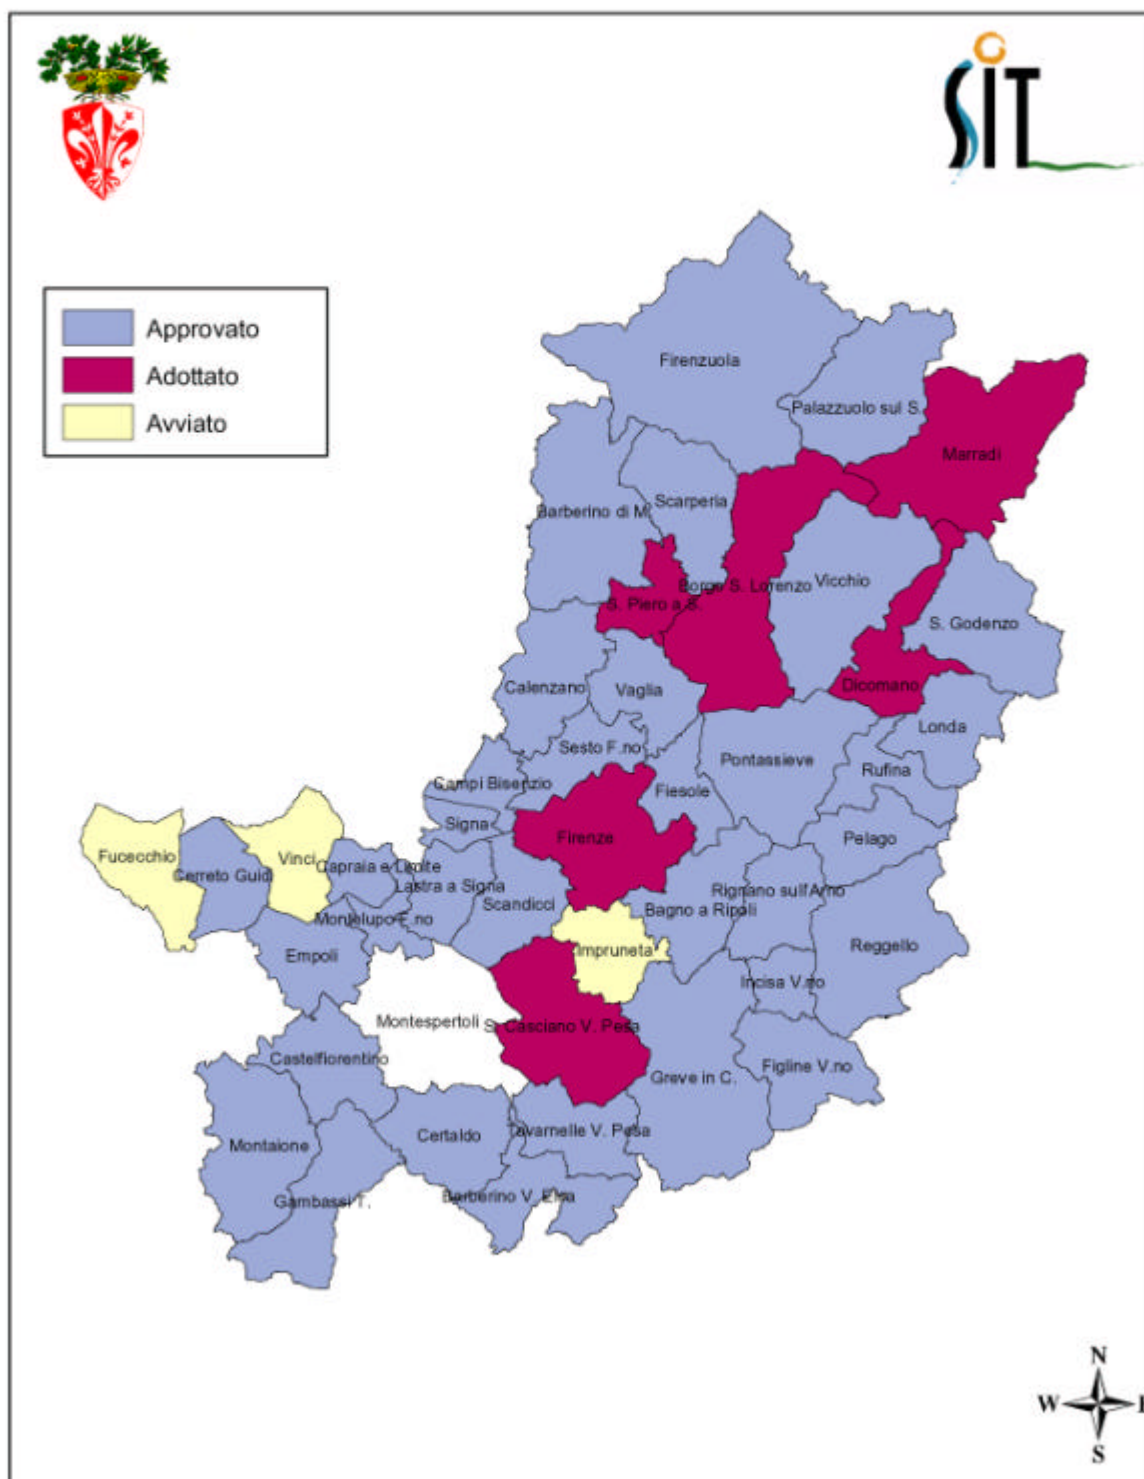 SIT
Approvato
Adottato
Avviato
Firenzuola
Palazzuolo sul S.
Marradi
Scarperia
Barberino di M.
Vicchio
Borgo S. Lorenzo
S. Piero a S.
S. Godenzo
Dicomano
Calenzano
Vaglia
Londa
Sesto F.no
Pontassieve
Rufina
Campi Bisenzio
Fiesole
Signa
Firenze
Pelago
Fucecchio
Vinci
Capraia e Limite
Cerreto Guidi
Lastra a Signa
Rignano sull'Arno
Scandicci
Bagno a Ripoli
Montelupo F.no
Reggello
Impruneta
Empoli
Incisa V.no
Montespertoli
S. Casciano V. Pesa
Castelfiorentino
Figline V.no
Greve in C.
Tavarnelle V. Pesa
Certaldo
Montaione
Barberino V. Elsa
Gambassi T.
N
W E
S